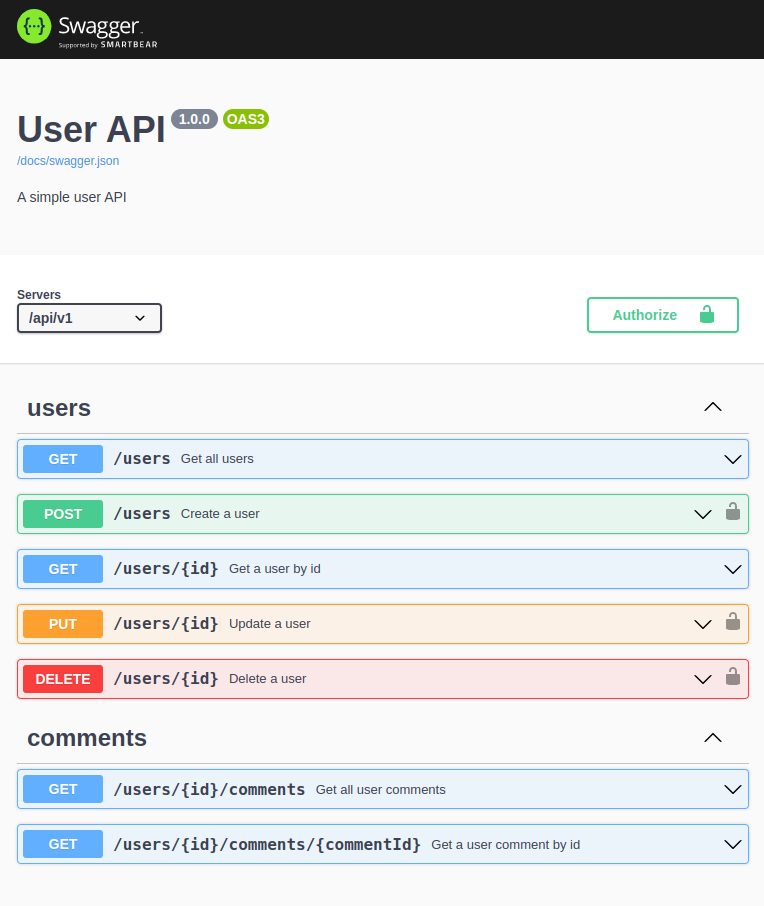 Swagger
Supported by SMARTBEAR
User API 1.0.0 OAS3
/docs/swagger.json
A simple user API
Servers
/api/v1
Authorize
users
GET /users Get all users
POST /users Create a user
GET /users/{id} Get a user by id
PUT /users/{id} Update a user
DELETE /users/{id} Delete a user
comments
GET /users/{id}/comments Get all user comments
GET /users/{id}/comments/{commentId} Get a user comment by id